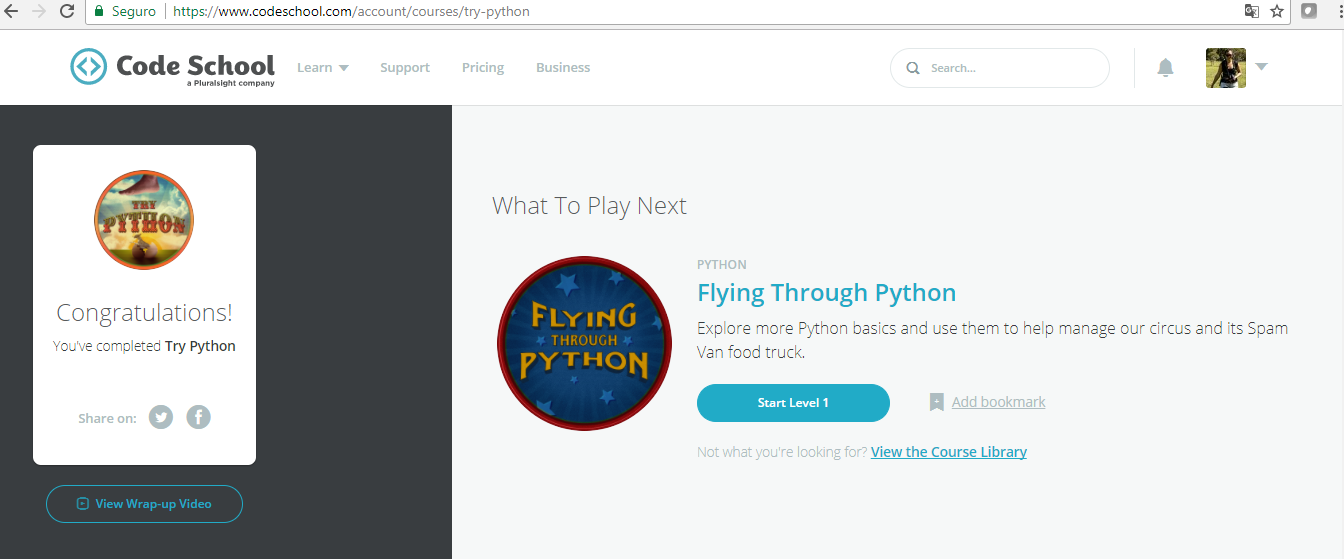 Seguro https://www.codeschool.com/account/courses/try-python
Code School
a Pluralsight company
Learn Support Pricing Business
Search...
TRY
PYTHON
Congratulations!
You've completed Try Python
Share on:
View Wrap-up Video
What To Play Next
FLYING
THROUGH
PYTHON
PYTHON
Flying Through Python
Explore more Python basics and use them to help manage our circus and its Spam
Van food truck.
Start Level 1 Add bookmark
Not what you're looking for? View the Course Library